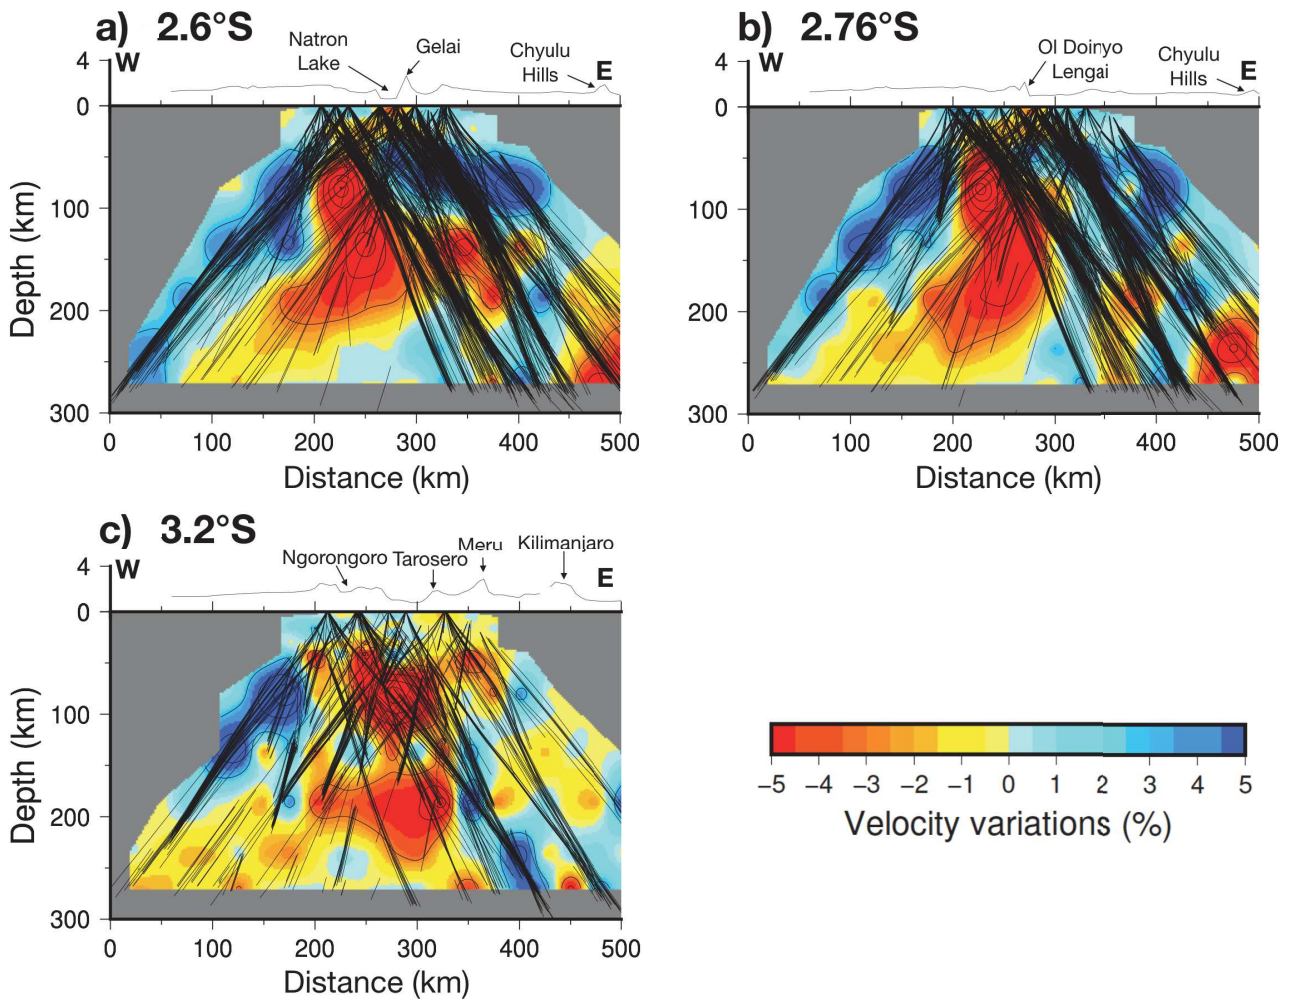 a) 2.6°S
Natron
Lake
Gelai
Chyulu
Hills
W
E
4
0
100
200
300
Depth (km)
0 100 200 300 400 500
Distance (km)
b) 2.76°S
Ol Doinyo
Lengai
Chyulu
Hills
W
E
4
0
100
200
300
0 100 200 300 400 500
Distance (km)
c) 3.2°S
Ngorongoro Tarosero Meru Kilimanjaro
W
E
4
0
100
200
300
Depth (km)
0 100 200 300 400 500
Distance (km)
−5 −4 −3 −2 −1 0 1 2 3 4 5
Velocity variations (%)